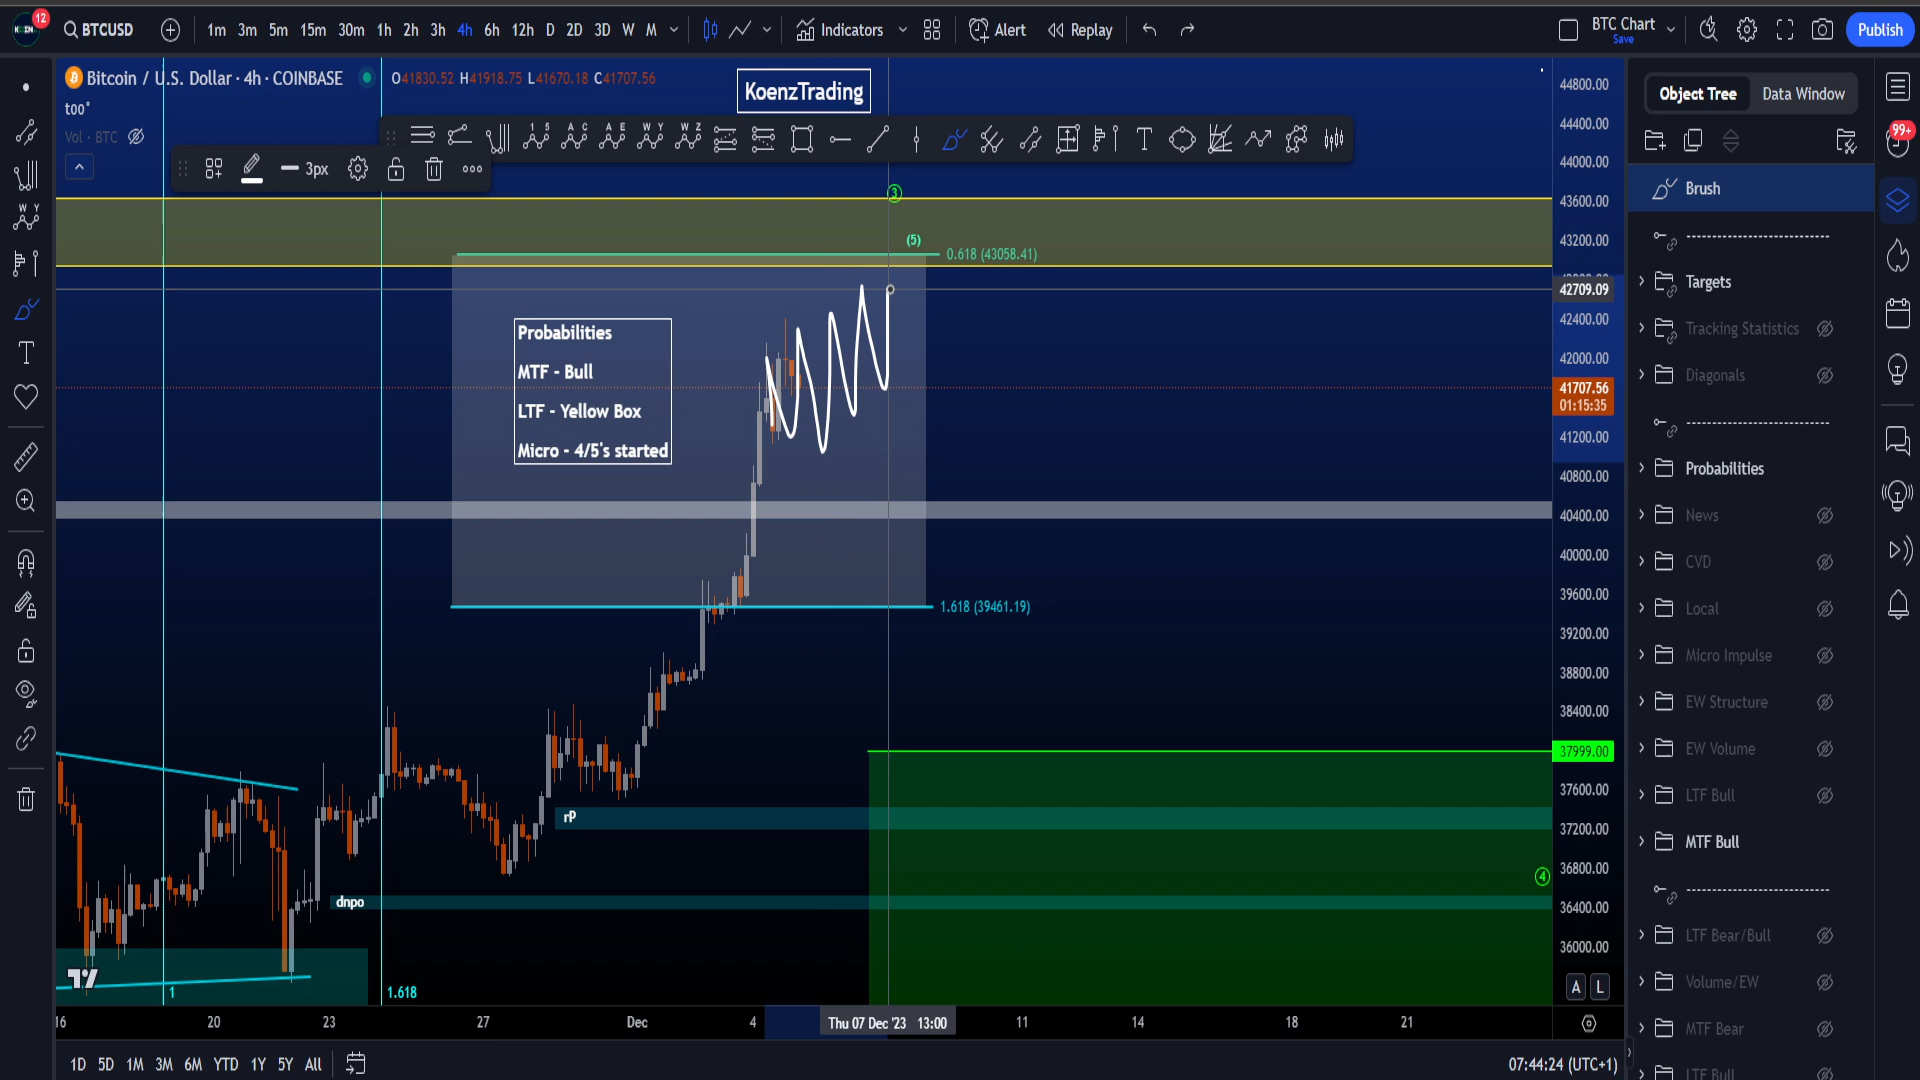 12
BTCUSD 1m 3m 5m 15m 30m 1h 2h 3h 4h 6h 12h D 2D 3D W M Indicators Alert Replay BTC Chart Save Publish
Bitcoin / U.S. Dollar · 4h · COINBASE O41830.52 H41918.75 L41670.18 C41707.56
KoenzTrading
too*
Vol · BTC
3px
Object Tree Data Window
99+
Brush
Targets
Tracking Statistics
Diagonals
Probabilities
News
CVD
Local
Micro Impulse
EW Structure
EW Volume
LTF Bull
MTF Bull
LTF Bear/Bull
Volume/EW
MTF Bear
LTF Bull
3
(5)
0.618 (43058.41)
Probabilities
MTF - Bull
LTF - Yellow Box
Micro - 4/5's started
1.618 (39461.19)
rP
dnpo
4
1
1.618
44800.00
44400.00
44000.00
43600.00
43200.00
42709.09
42400.00
42000.00
41707.56
01:15:35
41200.00
40800.00
40400.00
40000.00
39600.00
39200.00
38800.00
38400.00
37999.00
37600.00
37200.00
36800.00
36400.00
36000.00
A L
16 20 23 27 Dec 4 Thu 07 Dec '23 13:00 11 14 18 21
1D 5D 1M 3M 6M YTD 1Y 5Y All 07:44:24 (UTC+1)